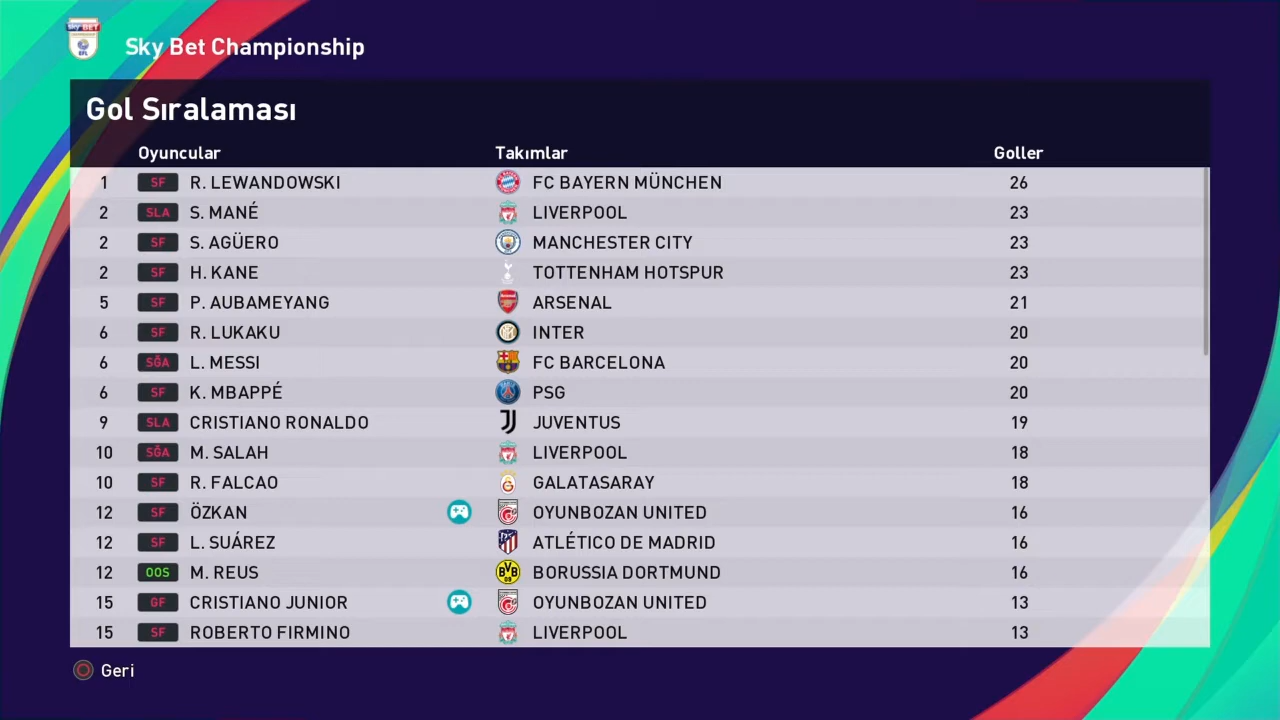 sky BET
EFL
Sky Bet Championship
Gol Sıralaması
Oyuncular Takımlar Goller
1 SF R. LEWANDOWSKI FC BAYERN MÜNCHEN 26
2 SLA S. MANÉ LIVERPOOL 23
2 SF S. AGÜERO MANCHESTER CITY 23
2 SF H. KANE TOTTENHAM HOTSPUR 23
5 SF P. AUBAMEYANG ARSENAL 21
6 SF R. LUKAKU INTER 20
6 SĞA L. MESSI FC BARCELONA 20
6 SF K. MBAPPÉ PSG 20
9 SLA CRISTIANO RONALDO JUVENTUS 19
10 SĞA M. SALAH LIVERPOOL 18
10 SF R. FALCAO GALATASARAY 18
12 SF ÖZKAN OYUNBOZAN UNITED 16
12 SF L. SUÁREZ ATLÉTICO DE MADRID 16
12 OOS M. REUS BORUSSIA DORTMUND 16
15 GF CRISTIANO JUNIOR OYUNBOZAN UNITED 13
15 SF ROBERTO FIRMINO LIVERPOOL 13
Geri